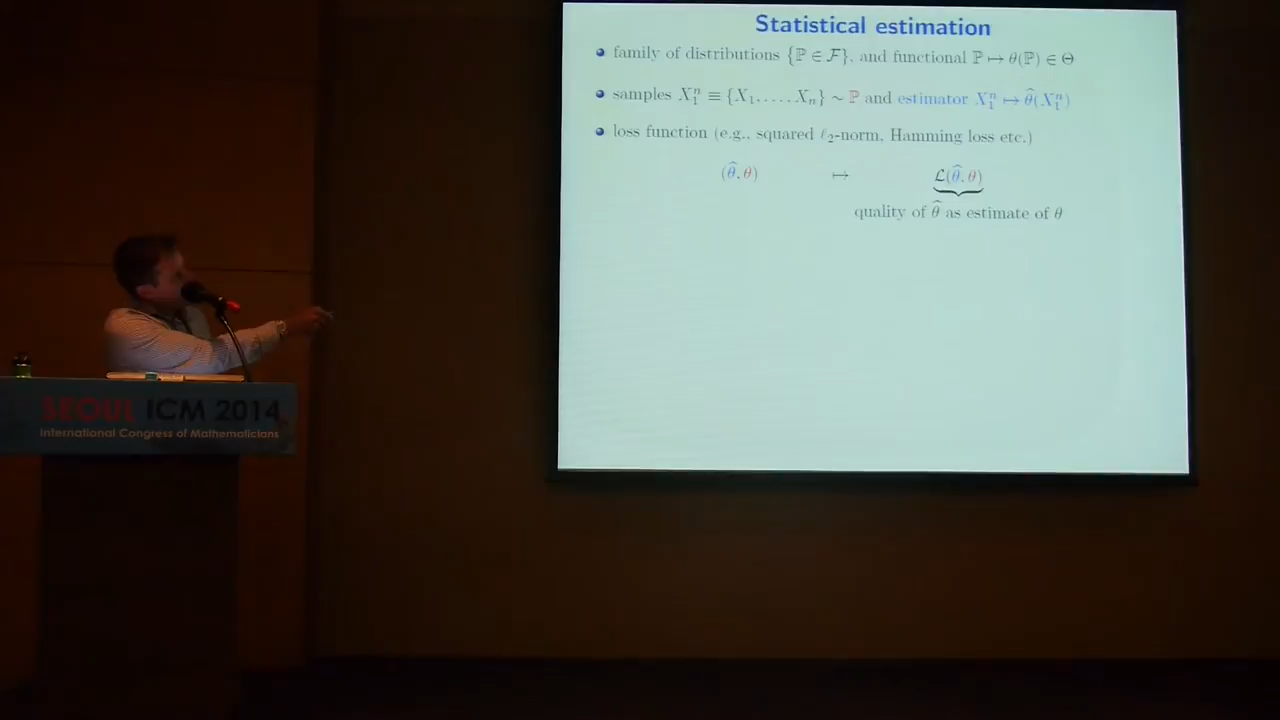 Statistical estimation
family of distributions {ℙ ∈ ℱ}, and functional ℙ ↦ θ(ℙ) ∈ Θ
samples X₁ⁿ ≡ {X₁, . . . , Xₙ} ∼ ℙ and estimator X₁ⁿ ↦ θ̂(X₁ⁿ)
loss function (e.g., squared ℓ₂-norm, Hamming loss etc.)
(θ̂, θ) ↦ ℒ(θ̂, θ)
quality of θ̂ as estimate of θ
SEOUL ICM 2014
International Congress of Mathematicians